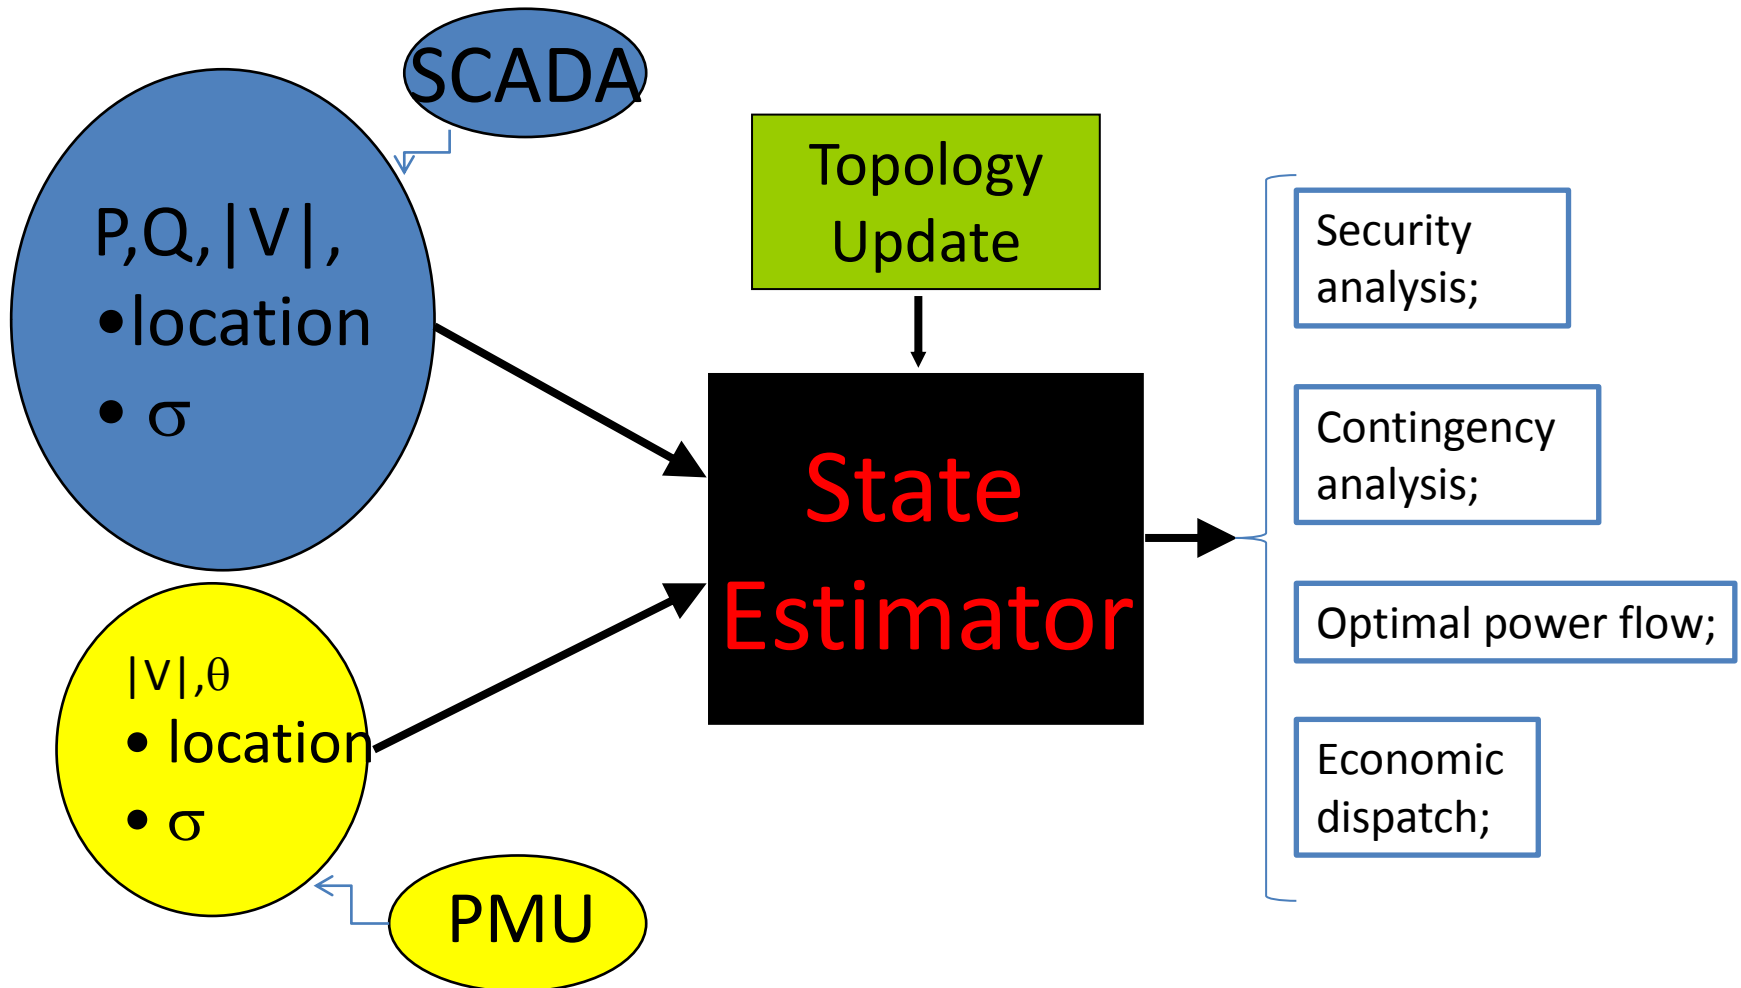 SCADA
P,Q,|V|,
•location
• σ
|V|,θ
• location
• σ
PMU
Topology
Update
State
Estimator
Security
analysis;
Contingency
analysis;
Optimal power flow;
Economic
dispatch;